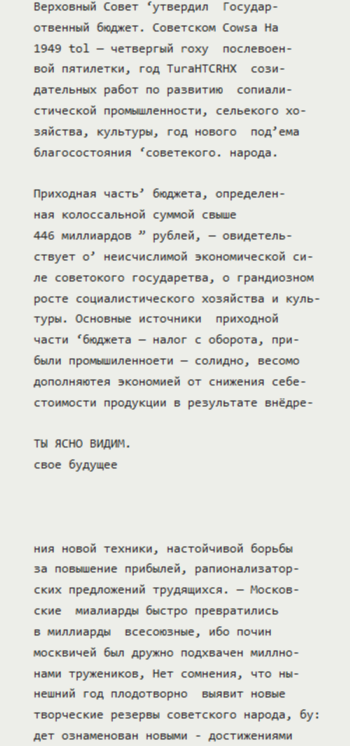 Верховный Совет ‘утвердил Государ-
отвенный бюджет. Советском Cowsa Ha
1949 tol — четвергый гоху послевоен-
вой пятилетки, год TuraHTCRHX сози-
дательных работ по развитию сопиали-
стической промышленности, сельекого хо-
зяйства, культуры, год нового под’ема
благосостояния ‘советекого. народа.
Приходная часть’ бюджета, определен-
ная колоссальной суммой свыше
446 миллиардов ” рублей, — овидетель-
ствует о’ неисчислимой экономической си-
ле советокого государетва, о грандиозном
росте социалистического хозяйства и куль-
туры. Основные источники приходной
части ‘бюджета — налог с оборота, при-
были промышиленноети — солидно, весомо
дополняютея экономией от снижения себе-
стоимости продукции в результате внёдре-
ТЫ ЯСНО ВИДИМ.
свое будущее
ния новой техники, настойчивой борьбы
за повышение прибылей, рапионализатор-
ских предложений трудящихся. — Москов-
ские миалиарды быстро превратились
в миллиарды всесоюзные, ибо почин
москвичей был дружно подхвачен миллно-
нами тружеников, Нет сомнения, что ны-
нешний год плодотворно выявит новые
творческие резервы советского народа, бу:
дет ознаменован новыми - достижениями